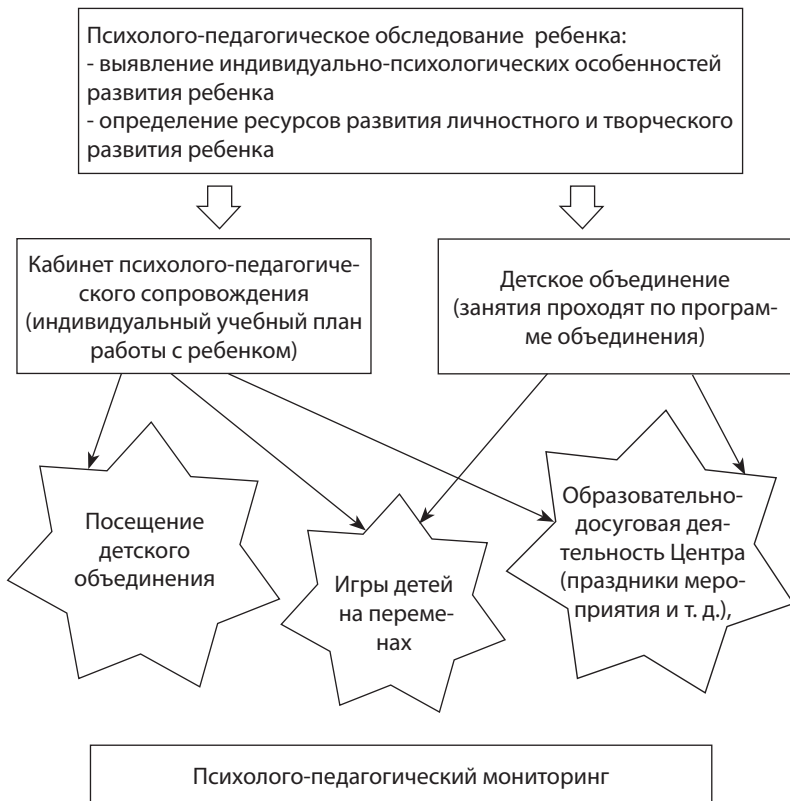 Психолого-педагогическое обследование ребенка:
- выявление индивидуально-психологических особенностей
развития ребенка
- определение ресурсов развития личностного и творческого
развития ребенка
Кабинет психолого-педагогиче-
ского сопровождения
(индивидуальный учебный план
работы с ребенком)
Детское объединение
(занятия проходят по програм-
ме объединения)
Посещение
детского
объединения
Игры детей
на переме-
нах
Образовательно-
досуговая дея-
тельность Центра
(праздники меро-
приятия и т. д.),
Психолого-педагогический мониторинг